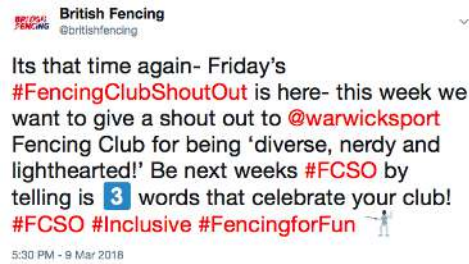 BRITISH FENCING
British Fencing
@britishfencing
Its that time again- Friday's
#FencingClubShoutOut is here- this week we
want to give a shout out to @warwicksport
Fencing Club for being 'diverse, nerdy and
lighthearted!' Be next weeks #FCSO by
telling is 3 words that celebrate your club!
#FCSO #Inclusive #FencingforFun 🤺
5:30 PM - 9 Mar 2018